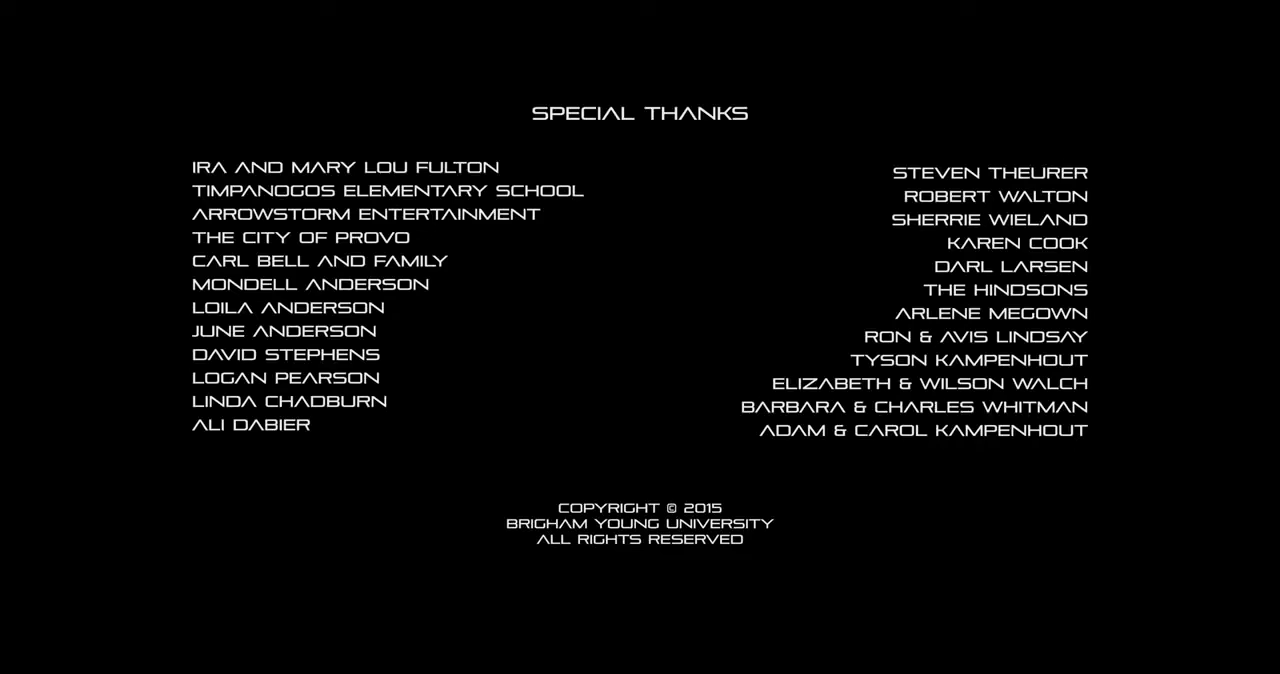 SPECIAL THANKS
IRA AND MARY LOU FULTON
TIMPANOGOS ELEMENTARY SCHOOL
ARROWSTORM ENTERTAINMENT
THE CITY OF PROVO
CARL BELL AND FAMILY
MONDELL ANDERSON
LOILA ANDERSON
JUNE ANDERSON
DAVID STEPHENS
LOGAN PEARSON
LINDA CHADBURN
ALI DABIER
STEVEN THEURER
ROBERT WALTON
SHERRIE WIELAND
KAREN COOK
DARL LARSEN
THE HINDSONS
ARLENE MEGOWN
RON & AVIS LINDSAY
TYSON KAMPENHOUT
ELIZABETH & WILSON WALCH
BARBARA & CHARLES WHITMAN
ADAM & CAROL KAMPENHOUT
COPYRIGHT © 2015
BRIGHAM YOUNG UNIVERSITY
ALL RIGHTS RESERVED